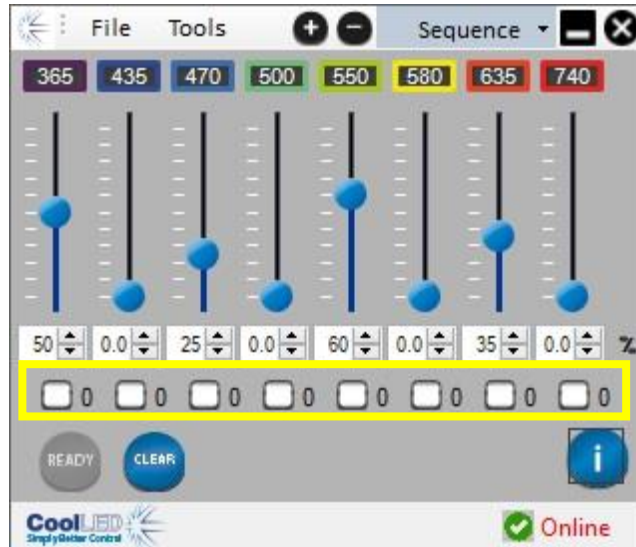 File Tools + − Sequence
365 435 470 500 550 580 635 740
50 0.0 25 0.0 60 0.0 35 0.0 %
0 0 0 0 0 0 0 0
READY CLEAR i
CoolLED Online
Simply Better Control